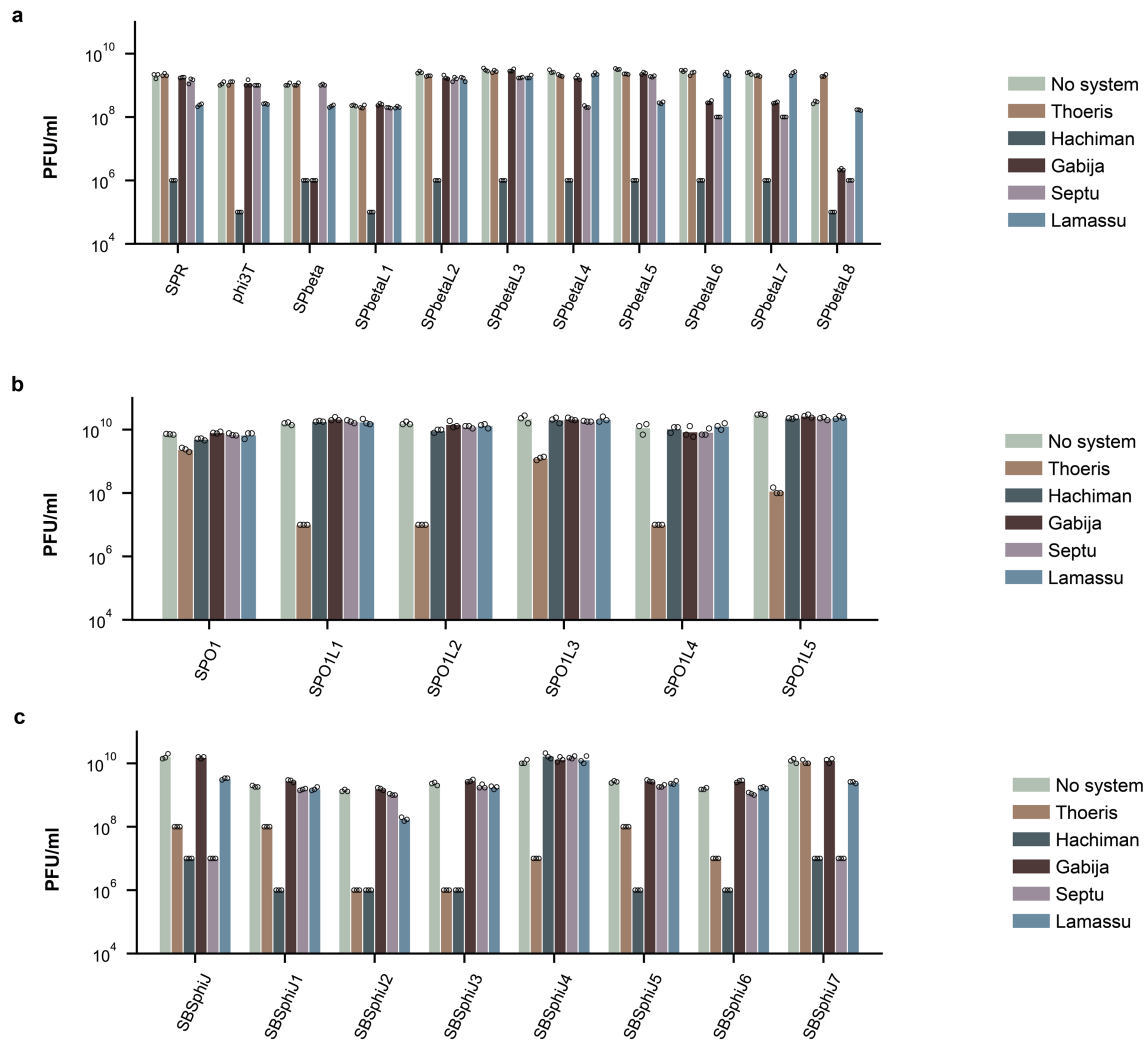 a
PFU/ml
10^10
10^8
10^6
10^4
SPR
phi3T
SPbeta
SPbetaL1
SPbetaL2
SPbetaL3
SPbetaL4
SPbetaL5
SPbetaL6
SPbetaL7
SPbetaL8
No system
Thoeris
Hachiman
Gabija
Septu
Lamassu
b
PFU/ml
10^10
10^8
10^6
10^4
SPO1
SPO1L1
SPO1L2
SPO1L3
SPO1L4
SPO1L5
No system
Thoeris
Hachiman
Gabija
Septu
Lamassu
c
PFU/ml
10^10
10^8
10^6
10^4
SBSphiJ
SBSphiJ1
SBSphiJ2
SBSphiJ3
SBSphiJ4
SBSphiJ5
SBSphiJ6
SBSphiJ7
No system
Thoeris
Hachiman
Gabija
Septu
Lamassu